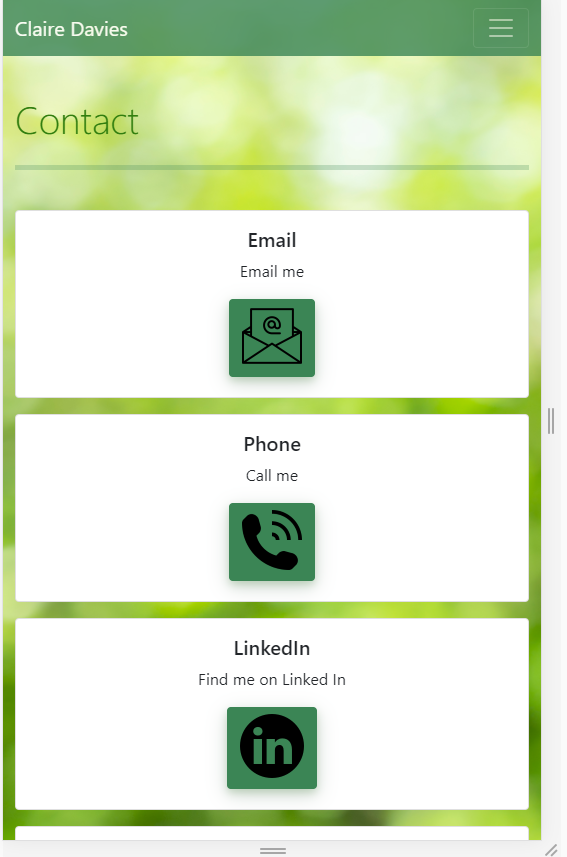 Claire Davies
Contact
Email
Email me
@
Phone
Call me
LinkedIn
Find me on Linked In
in